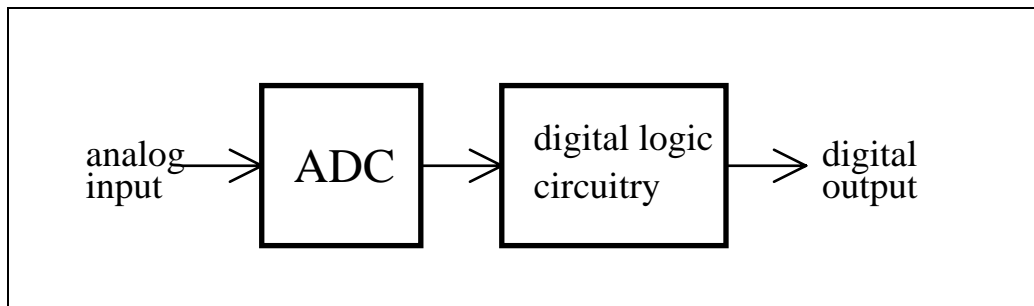 analog
input
ADC
digital logic
circuitry
digital
output